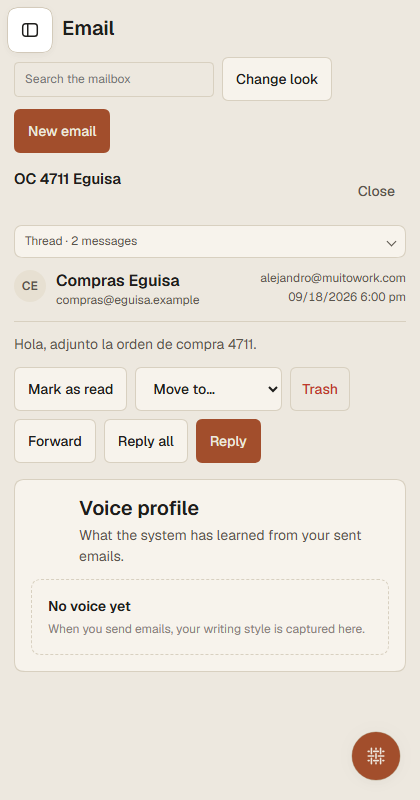 Email
Search the mailbox
Change look
New email
OC 4711 Eguisa
Close
Thread · 2 messages
CE
Compras Eguisa
compras@eguisa.example
alejandro@muitowork.com
09/18/2026 6:00 pm
Hola, adjunto la orden de compra 4711.
Mark as read
Move to...
Trash
Forward
Reply all
Reply
Voice profile
What the system has learned from your sent
emails.
No voice yet
When you send emails, your writing style is captured here.